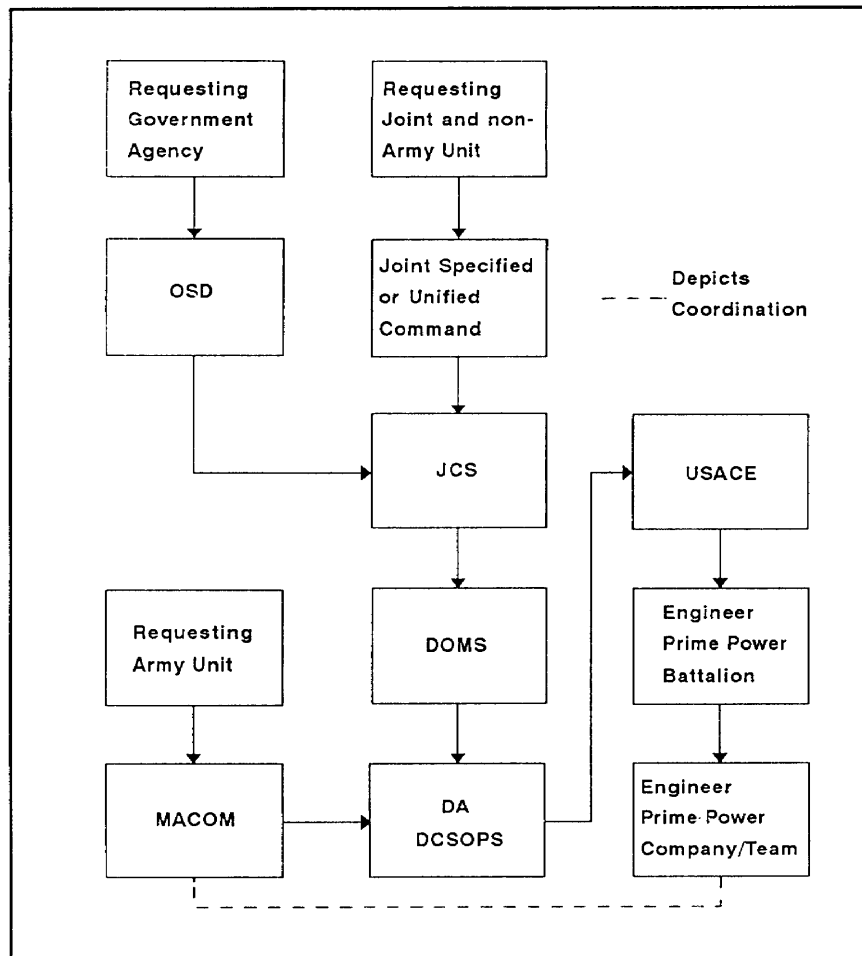 Requesting
Government
Agency
Requesting
Joint and non-
Army Unit
OSD
Joint Specified
or Unified
Command
Depicts
Coordination
JCS
USACE
Requesting
Army Unit
DOMS
Engineer
Prime Power
Battalion
MACOM
DA
DCSOPS
Engineer
Prime-Power
Company/Team